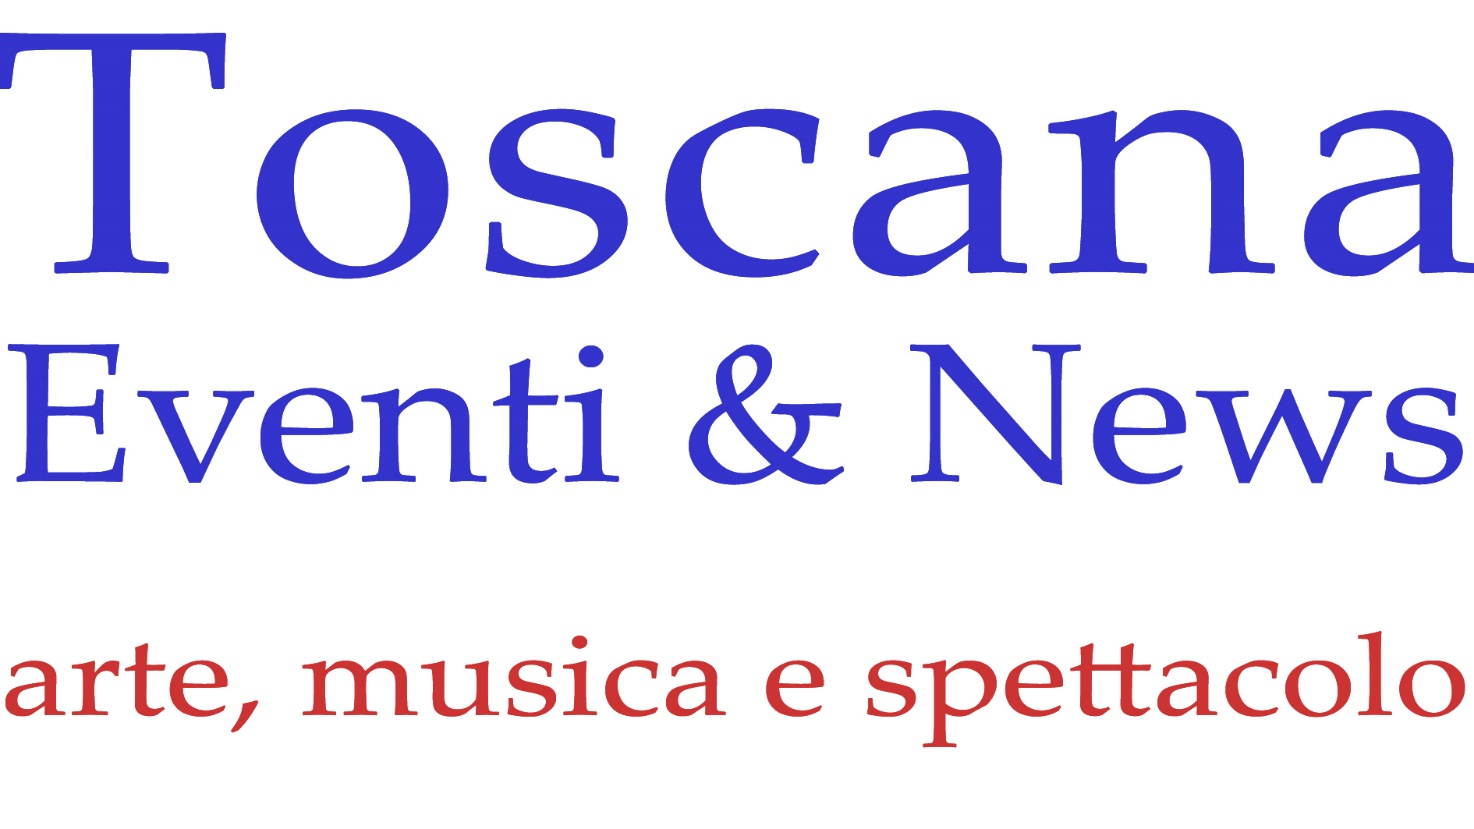 Toscana
Eventi & News
arte, musica e spettacolo